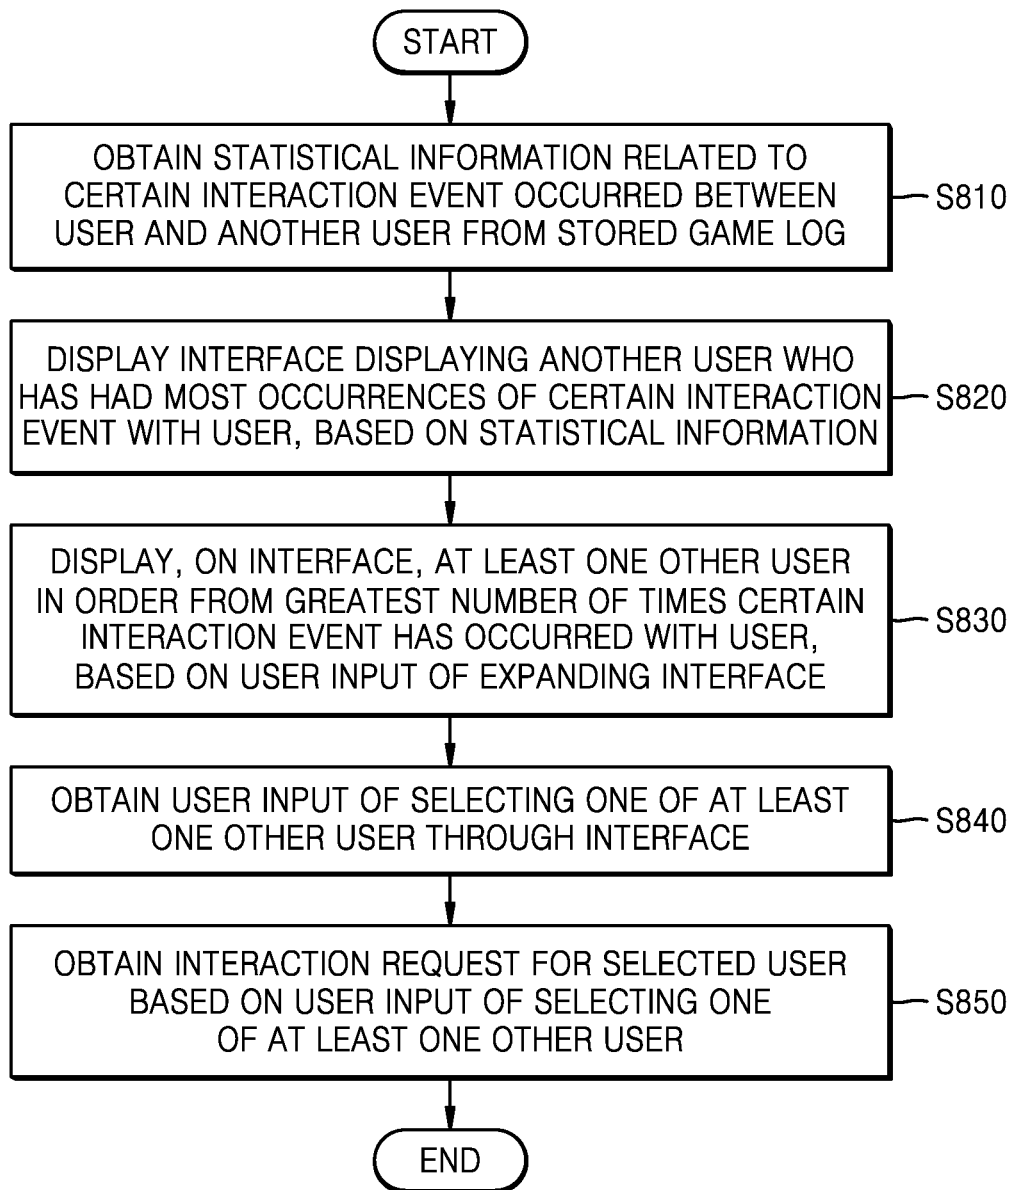 START
OBTAIN STATISTICAL INFORMATION RELATED TO
CERTAIN INTERACTION EVENT OCCURRED BETWEEN
USER AND ANOTHER USER FROM STORED GAME LOG
S810
DISPLAY INTERFACE DISPLAYING ANOTHER USER WHO
HAS HAD MOST OCCURRENCES OF CERTAIN INTERACTION
EVENT WITH USER, BASED ON STATISTICAL INFORMATION
S820
DISPLAY, ON INTERFACE, AT LEAST ONE OTHER USER
IN ORDER FROM GREATEST NUMBER OF TIMES CERTAIN
INTERACTION EVENT HAS OCCURRED WITH USER,
BASED ON USER INPUT OF EXPANDING INTERFACE
S830
OBTAIN USER INPUT OF SELECTING ONE OF AT LEAST
ONE OTHER USER THROUGH INTERFACE
S840
OBTAIN INTERACTION REQUEST FOR SELECTED USER
BASED ON USER INPUT OF SELECTING ONE
OF AT LEAST ONE OTHER USER
S850
END